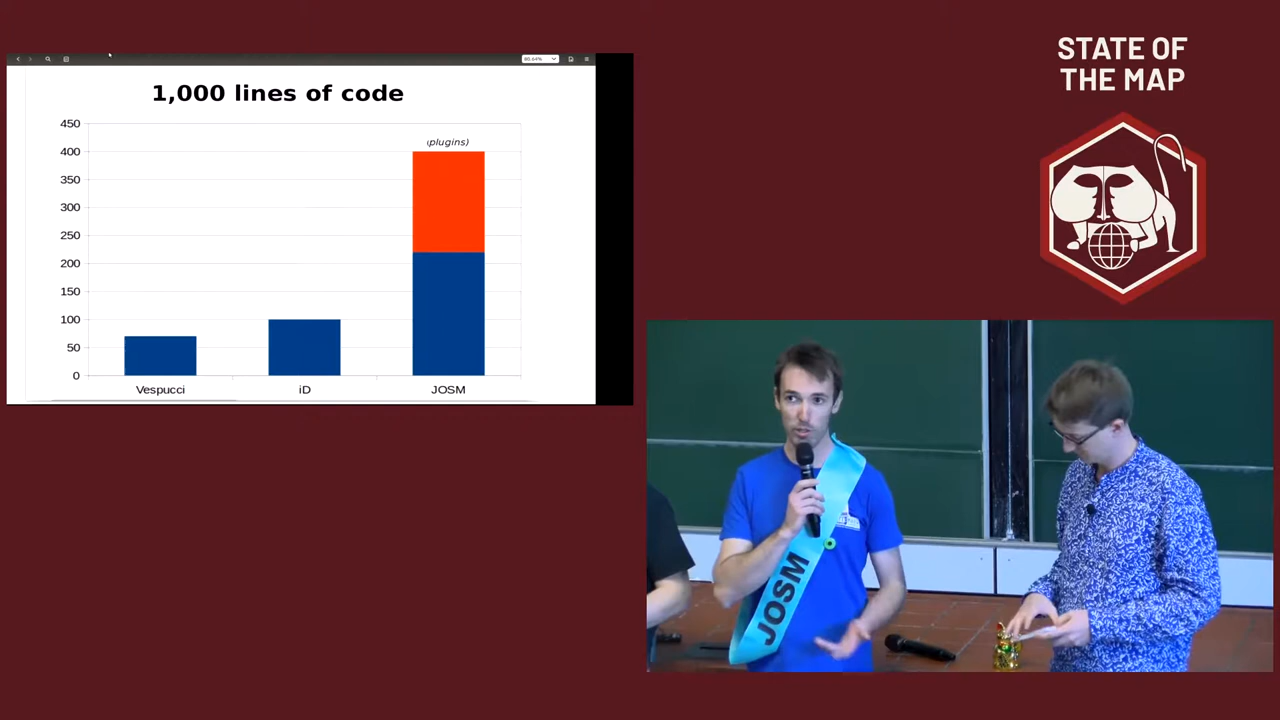 1,000 lines of code
450
400
350
300
250
200
150
100
50
0
(plugins)
Vespucci
iD
JOSM
STATE OF
THE MAP
JOSM